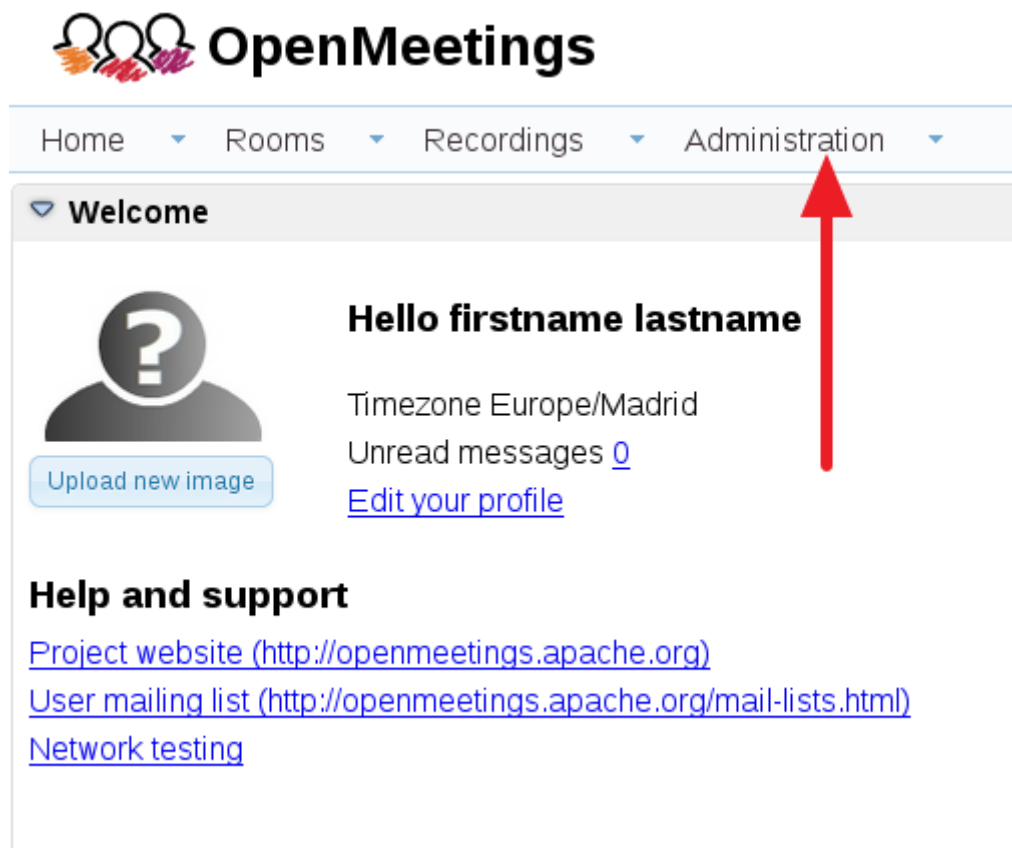 OpenMeetings
Home Rooms Recordings Administration
Welcome
?
Hello firstname lastname
Timezone Europe/Madrid
Unread messages 0
Upload new image
Edit your profile
Help and support
Project website (http://openmeetings.apache.org)
User mailing list (http://openmeetings.apache.org/mail-lists.html)
Network testing